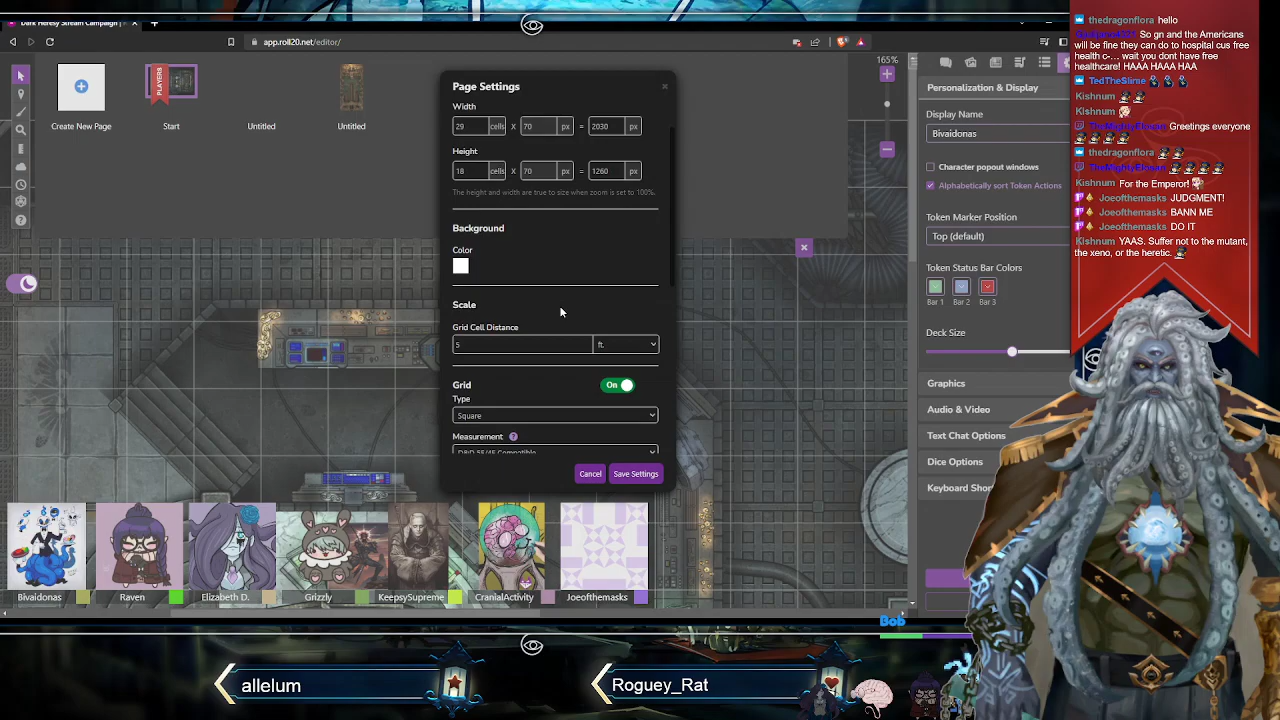 Dark Heresy Stream Campaign |
app.roll20.net/editor/
165%
Create New Page
PLAYERS
Start
Untitled
Untitled
Page Settings
Width
29 cells X 70 px = 2030 px
Height
18 cells X 70 px = 1260 px
The height and width are true to size when zoom is set to 100%.
Background
Color
Scale
Grid Cell Distance
5 ft.
Grid
On
Type
Square
Measurement
Cancel
Save Settings
Personalization & Display
Display Name
Bivaidonas
Character popout windows
Alphabetically sort Token Actions
Token Marker Position
Top (default)
Token Status Bar Colors
Bar 1 Bar 2 Bar 3
Deck Size
Graphics
Audio & Video
Text Chat Options
Dice Options
Keyboard Shor
thedragonflora hello
So gn and the Americans
will be fine they can do to hospital cus free
health c-... wait you dont have free
healthcare! HAAA HAAA HAA
TedTheSlime
Kishnum
Kishnum
TheMightyElovan Greetings everyone
thedragonflora
TheMightyElovan
Kishnum For the Emperor!
Joeofthemasks JUDGMENT!
Joeofthemasks BANN ME
Joeofthemasks DO IT
Kishnum YAAS. Suffer not to the mutant,
the xeno, or the heretic.
Bivaidonas
Raven
Elizabeth D.
Grizzly
KeepsySupreme
CranialActivity
Joeofthemasks
Bob
allelum
Roguey_Rat